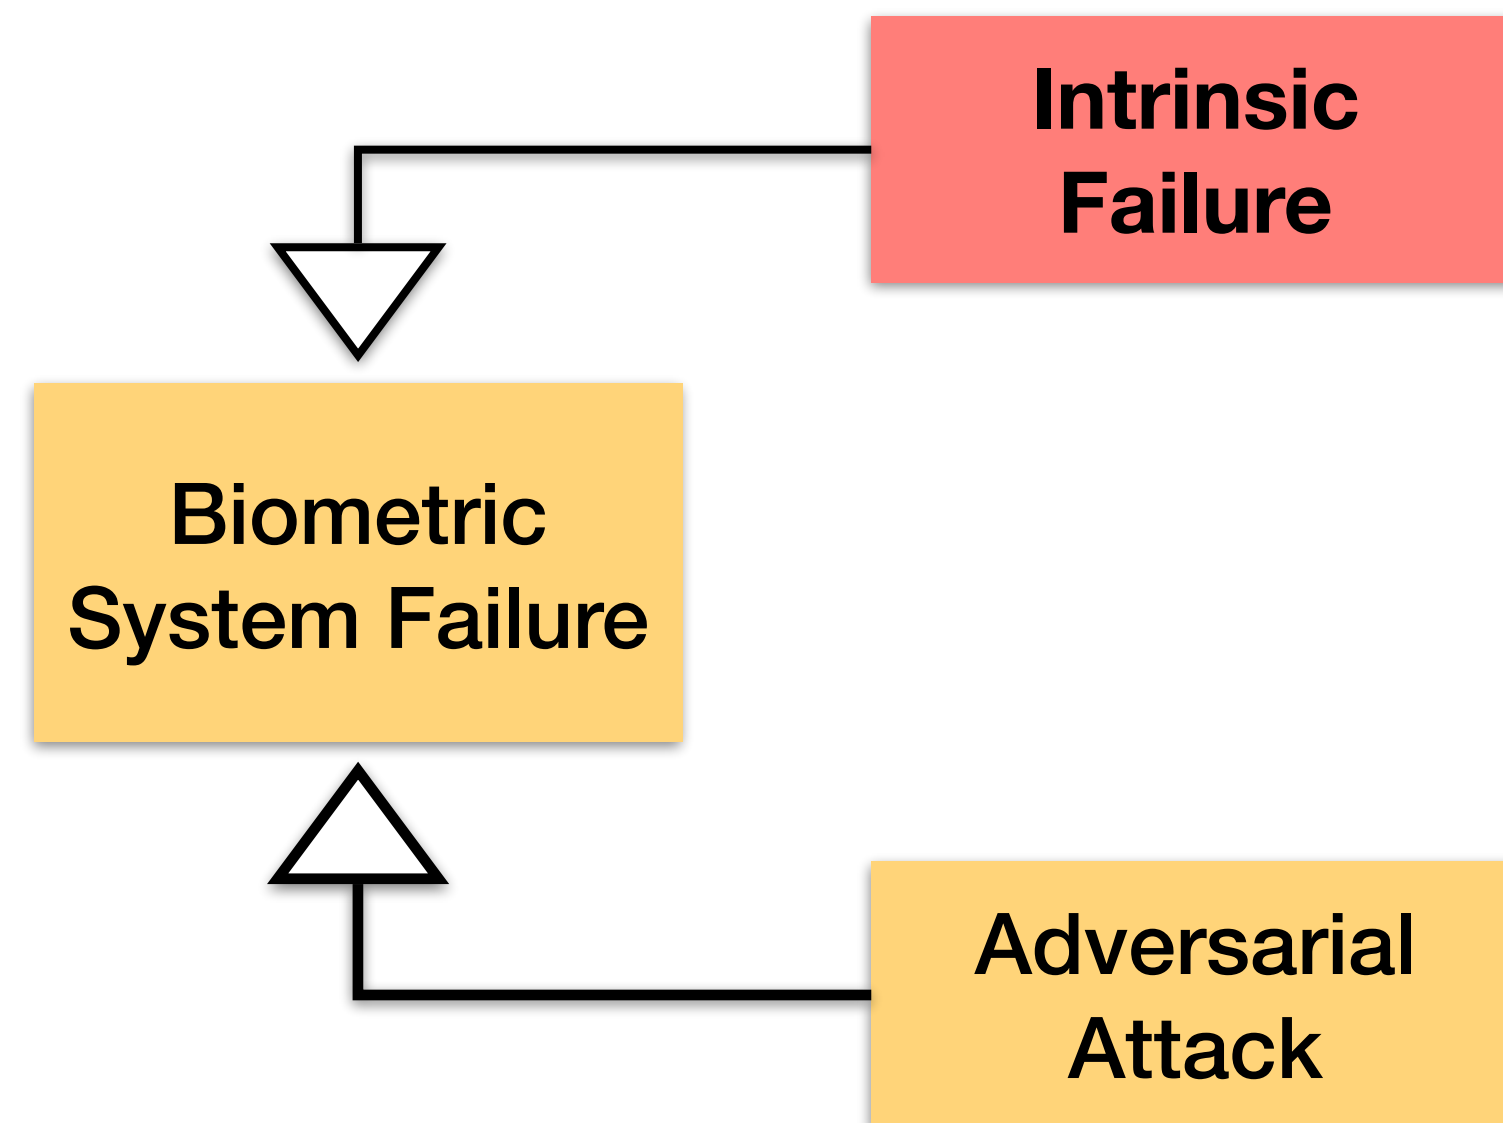 Intrinsic
Failure
Biometric
System Failure
Adversarial
Attack